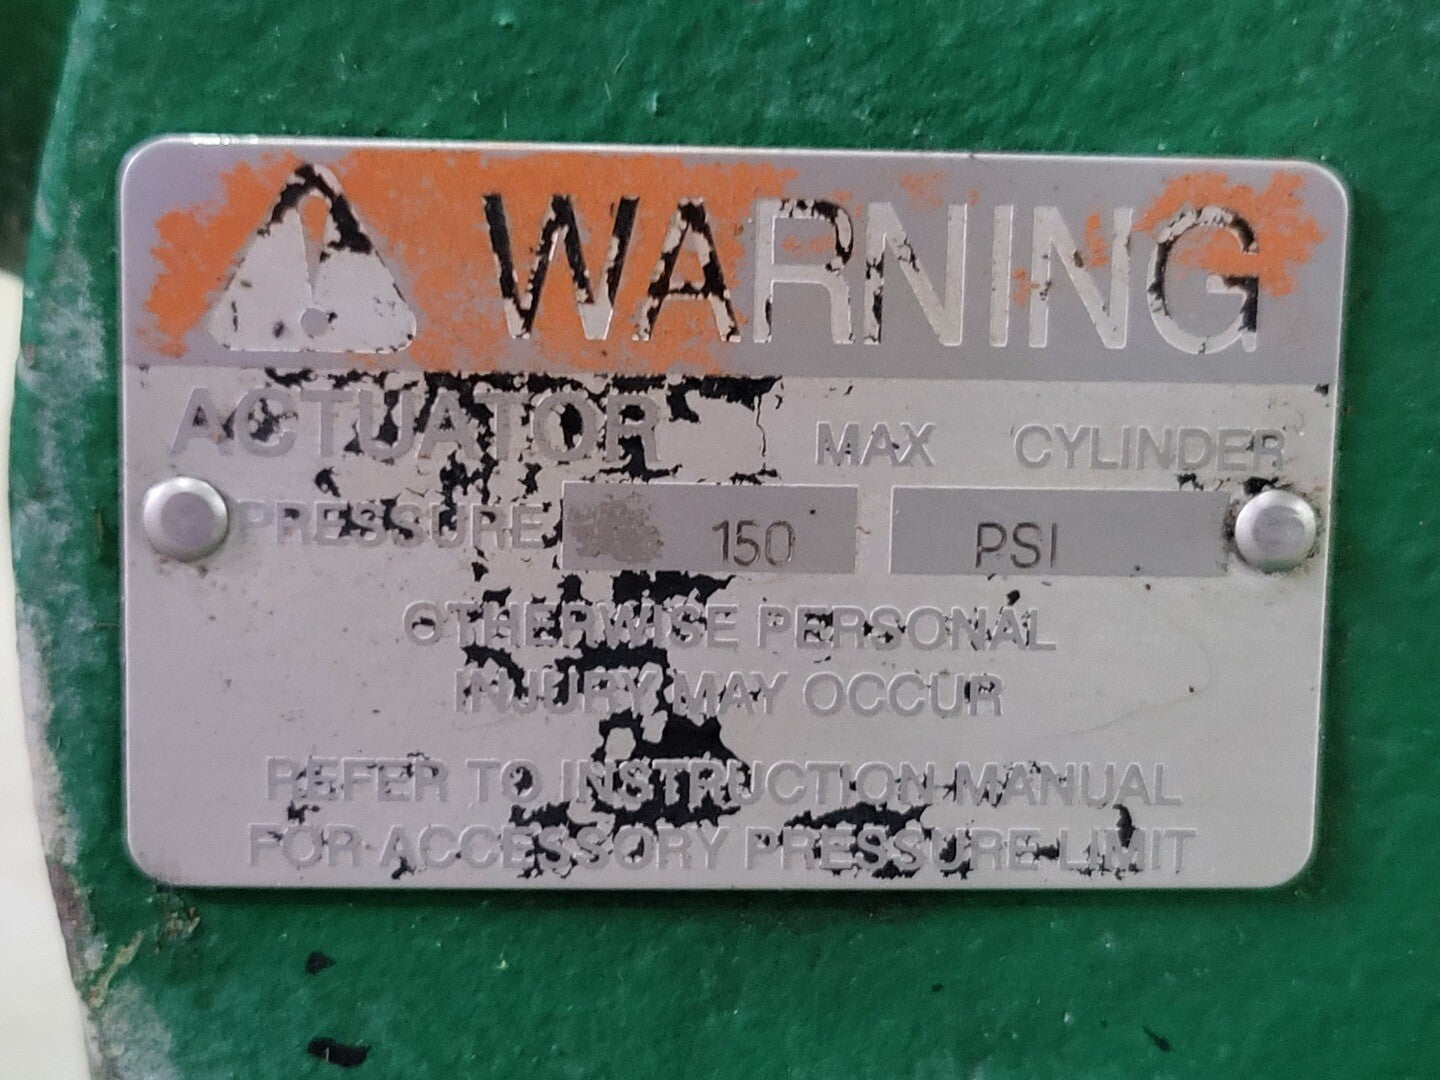 WARNING
ACTUATOR MAX CYLINDER
PRESSURE 150 PSI
OTHERWISE PERSONAL
INJURY MAY OCCUR
REFER TO INSTRUCTION MANUAL
FOR ACCESSORY PRESSURE LIMIT